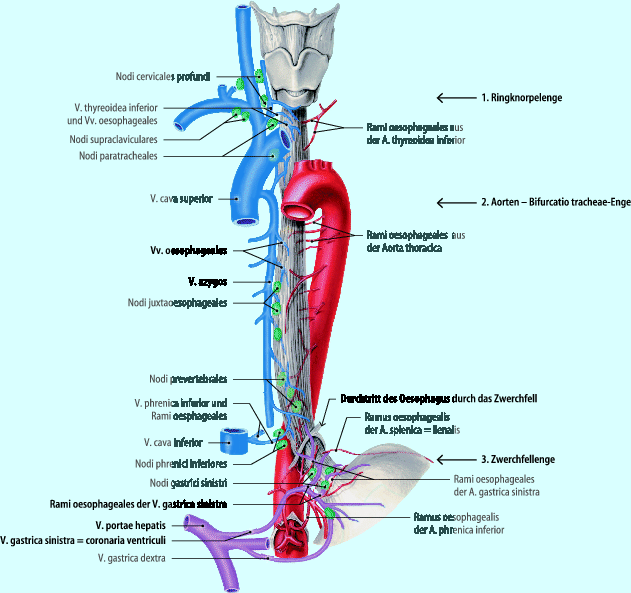 Nodi cervicales profundi
V. thyreoidea inferior
und Vv. oesophageales
Nodi supraclaviculares
Nodi paratracheales
V. cava superior
Vv. oesophageales
V. azygos
Nodi juxtaoesophageales
Nodi prevertebrales
V. phrenica inferior und
Rami oesphageales
V. cava inferior
Nodi phrenici inferiores
Nodi gastrici sinistri
Rami oesophageales der V. gastrica sinistra
V. portae hepatis
V. gastrica sinistra = coronaria ventriculi
V. gastrica dextra
1. Ringknorpelenge
Rami oesophageales aus
der A. thyreoidea inferior
2. Aorten – Bifurcatio tracheae-Enge
Rami oesophageales aus
der Aorta thoracica
Durchtritt des Oesophagus durch das Zwerchfell
Ramus oesophagealis
der A. splenica = lienalis
3. Zwerchfellenge
Rami oesophageales
der A. gastrica sinistra
Ramus oesophagealis
der A. phrenica inferior